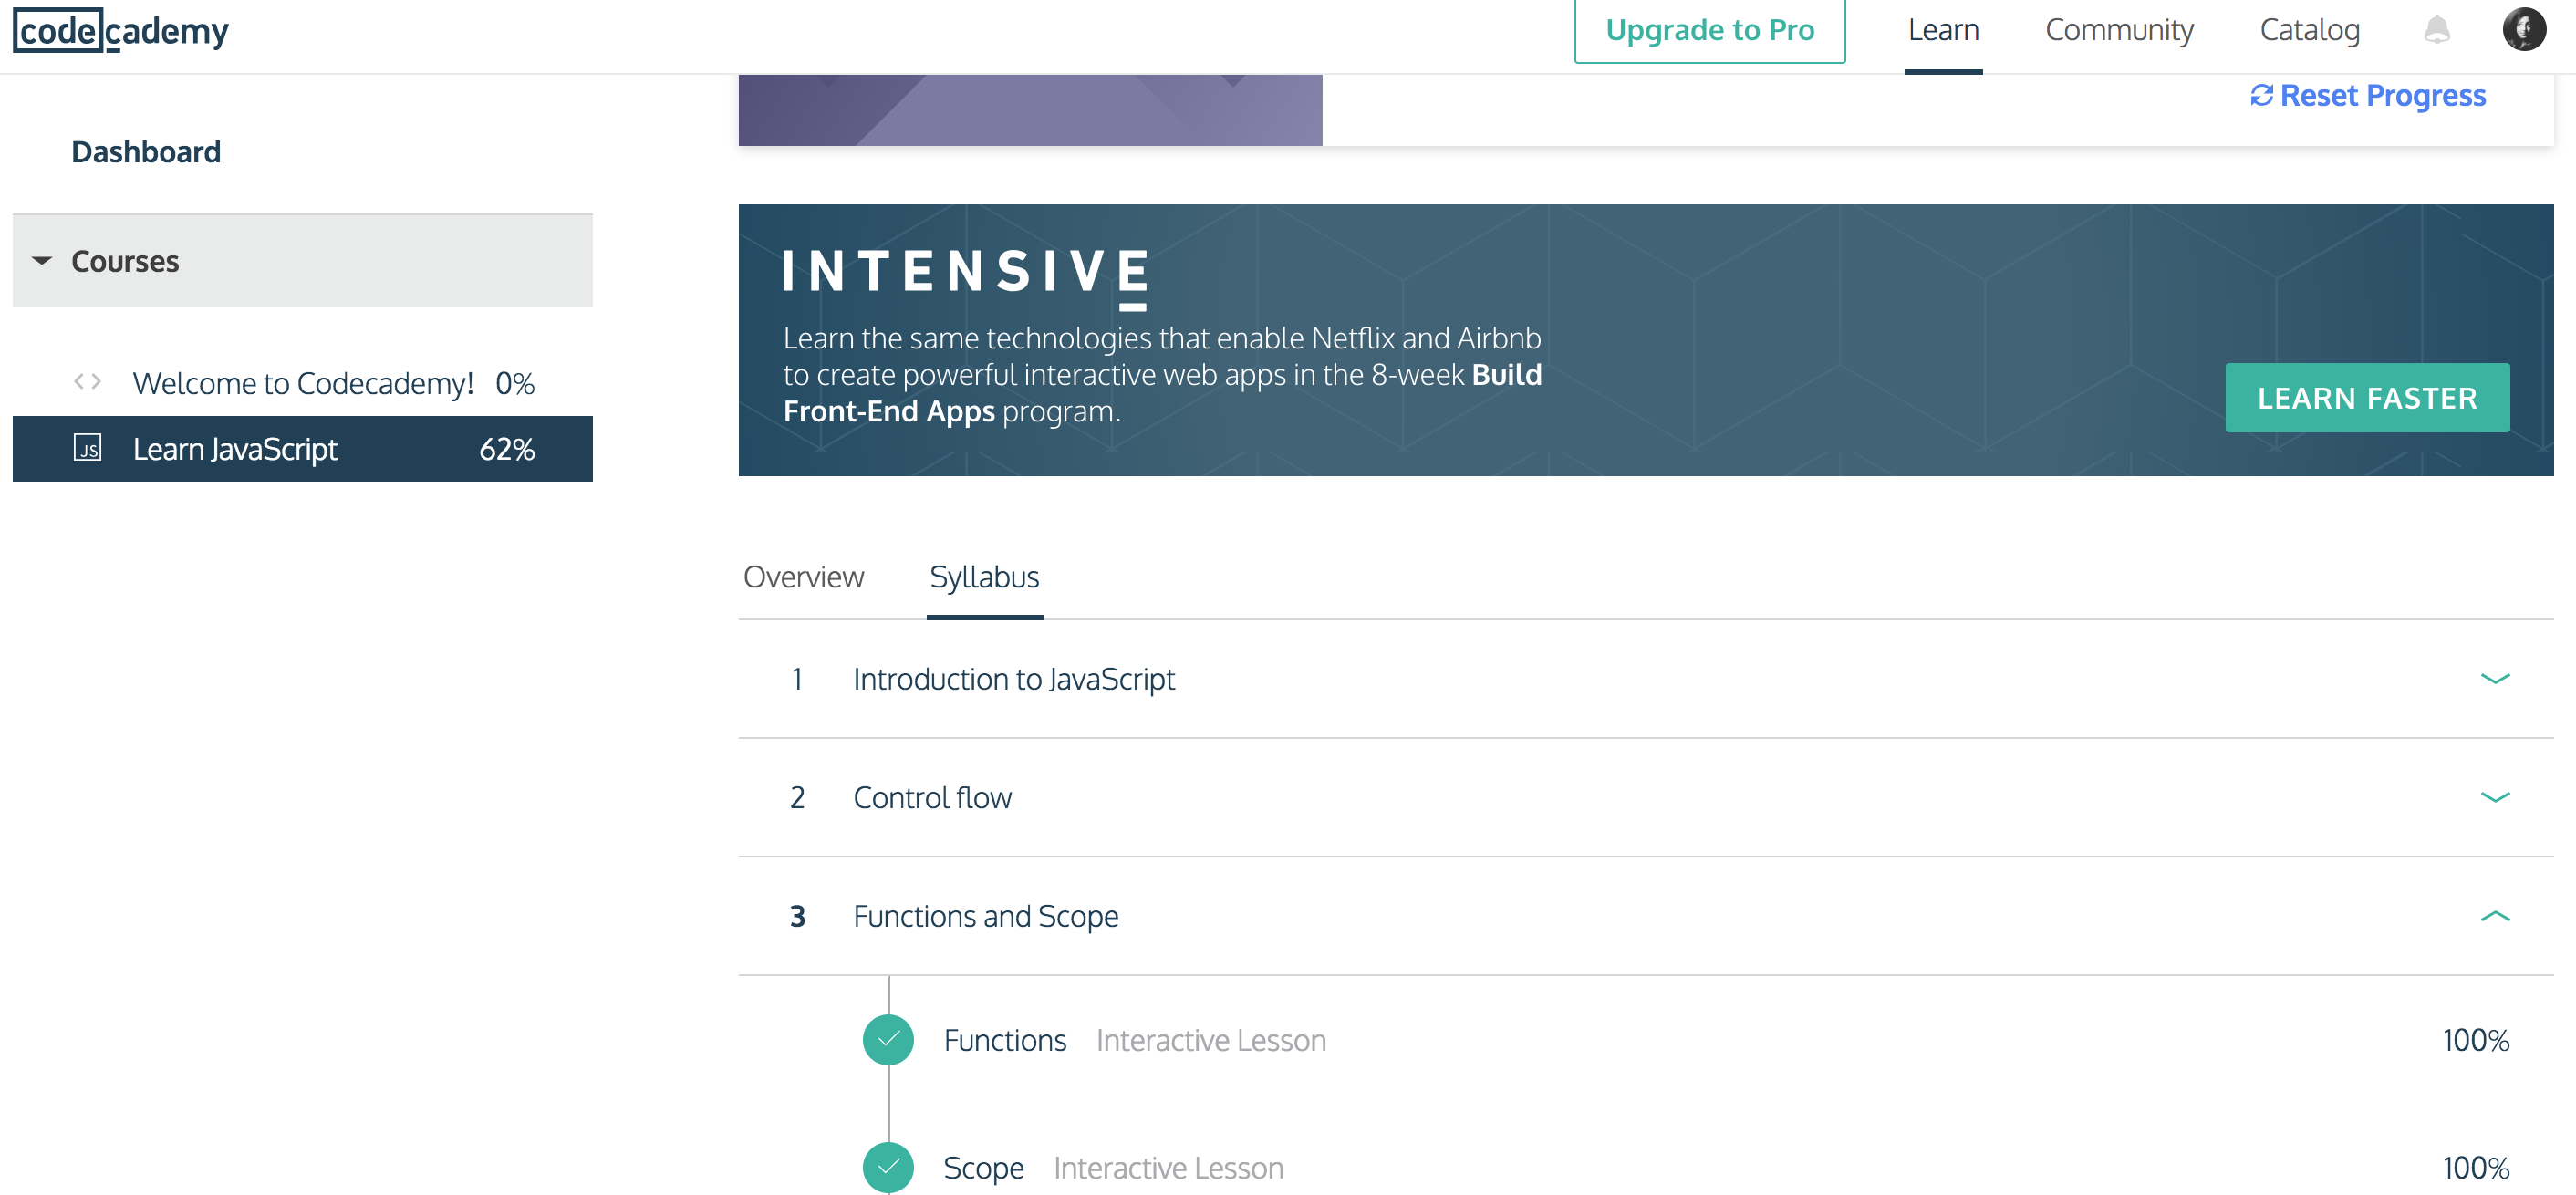 codecademy
Upgrade to Pro
Learn
Community
Catalog
Reset Progress
Dashboard
Courses
Welcome to Codecademy! 0%
JS Learn JavaScript 62%
INTENSIVE
Learn the same technologies that enable Netflix and Airbnb
to create powerful interactive web apps in the 8-week Build
Front-End Apps program.
LEARN FASTER
Overview
Syllabus
1 Introduction to JavaScript
2 Control flow
3 Functions and Scope
Functions Interactive Lesson 100%
Scope Interactive Lesson 100%